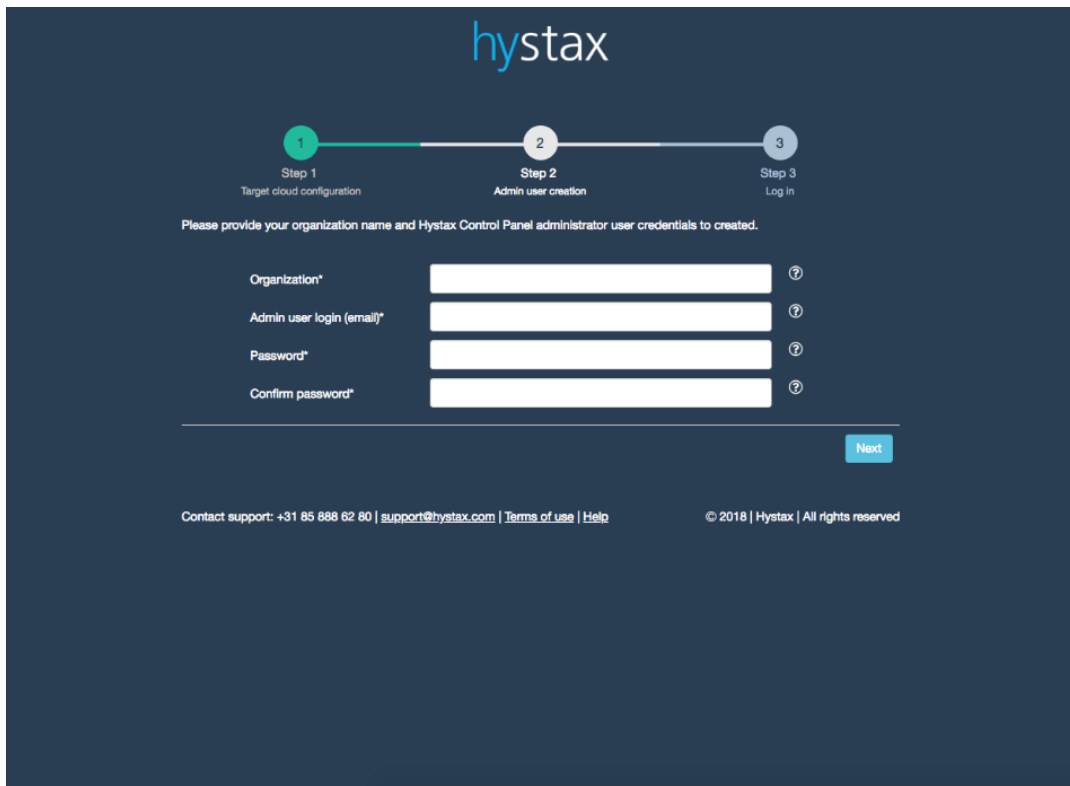 hystax
1 2 3
Step 1 Step 2 Step 3
Target cloud configuration Admin user creation Log in
Please provide your organization name and Hystax Control Panel administrator user credentials to created.
Organization* ?
Admin user login (email)* ?
Password* ?
Confirm password* ?
Next
Contact support: +31 85 888 62 80 | support@hystax.com | Terms of use | Help © 2018 | Hystax | All rights reserved